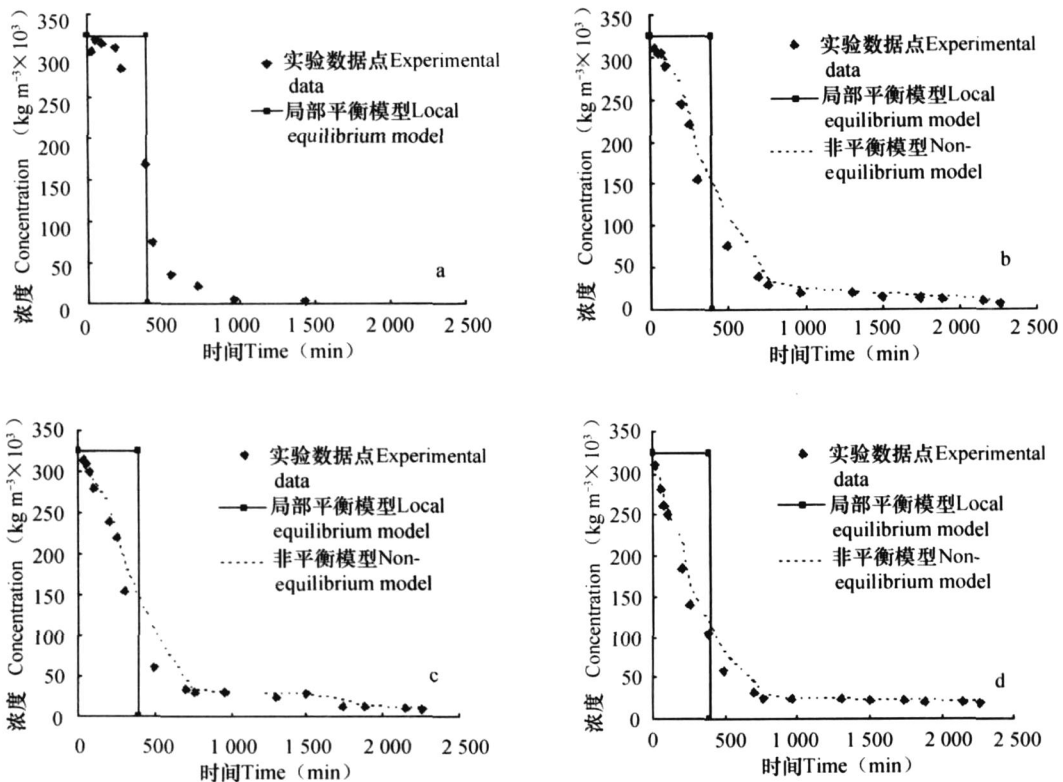 350
300
250
200
150
100
50
0
浓度 Concentration (kg m⁻³×10³)
0 500 1 000 1 500 2 000 2 500
时间Time(min)
实验数据点Experimental
data
局部平衡模型Local
equilibrium model
a
350
300
250
200
150
100
50
0
浓度 Concentration (kg m⁻³×10³)
0 500 1 000 1 500 2 000 2 500
时间Time(min)
实验数据点Experimental
data
局部平衡模型Local
equilibrium model
非平衡模型Non-
equilibrium model
b
350
300
250
200
150
100
50
0
浓度 Concentration (kg m⁻³×10³)
0 500 1 000 1 500 2 000 2 500
时间Time(min)
实验数据点Experimental
data
局部平衡模型Local
equilibrium model
非平衡模型Non-
equilibrium model
c
350
300
250
200
150
100
50
0
浓度 Concentration (kg m⁻³×10³)
0 500 1 000 1 500 2 000 2 500
时间Time(min)
实验数据点Experimental
data
局部平衡模型Local
equilibrium model
非平衡模型Non-
equilibrium model
d